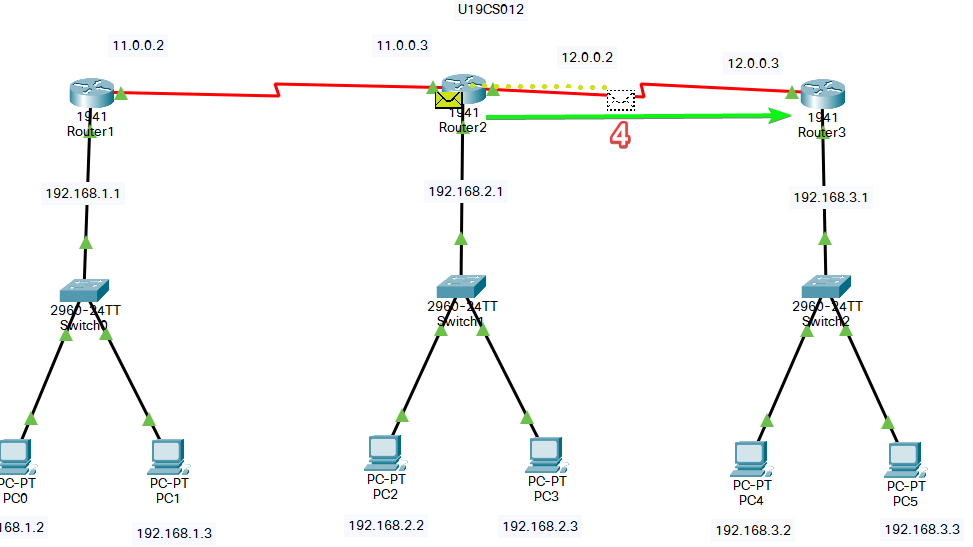 U19CS012
11.0.0.2
11.0.0.3
12.0.0.2
12.0.0.3
1941
Router1
1941
Router2
1941
Router3
4
192.168.1.1
192.168.2.1
192.168.3.1
2960-24TT
Switch0
2960-24TT
Switch1
2960-24TT
Switch2
PC-PT
PC0
PC-PT
PC1
PC-PT
PC2
PC-PT
PC3
PC-PT
PC4
PC-PT
PC5
168.1.2
192.168.1.3
192.168.2.2
192.168.2.3
192.168.3.2
192.168.3.3